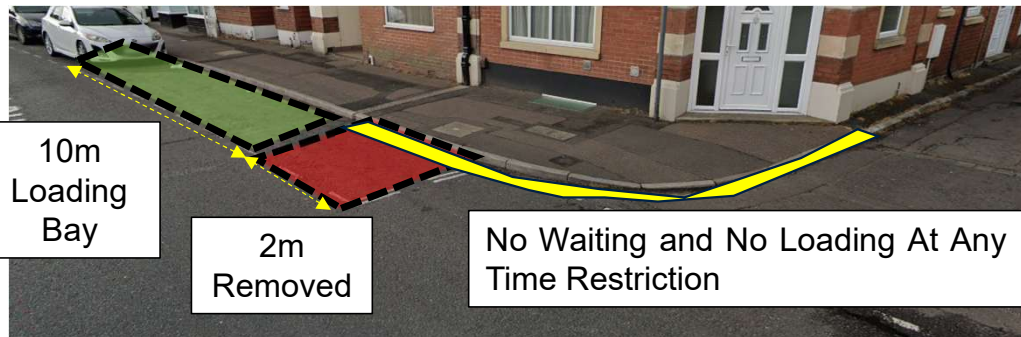 10m
Loading
Bay
2m
Removed
No Waiting and No Loading At Any
Time Restriction